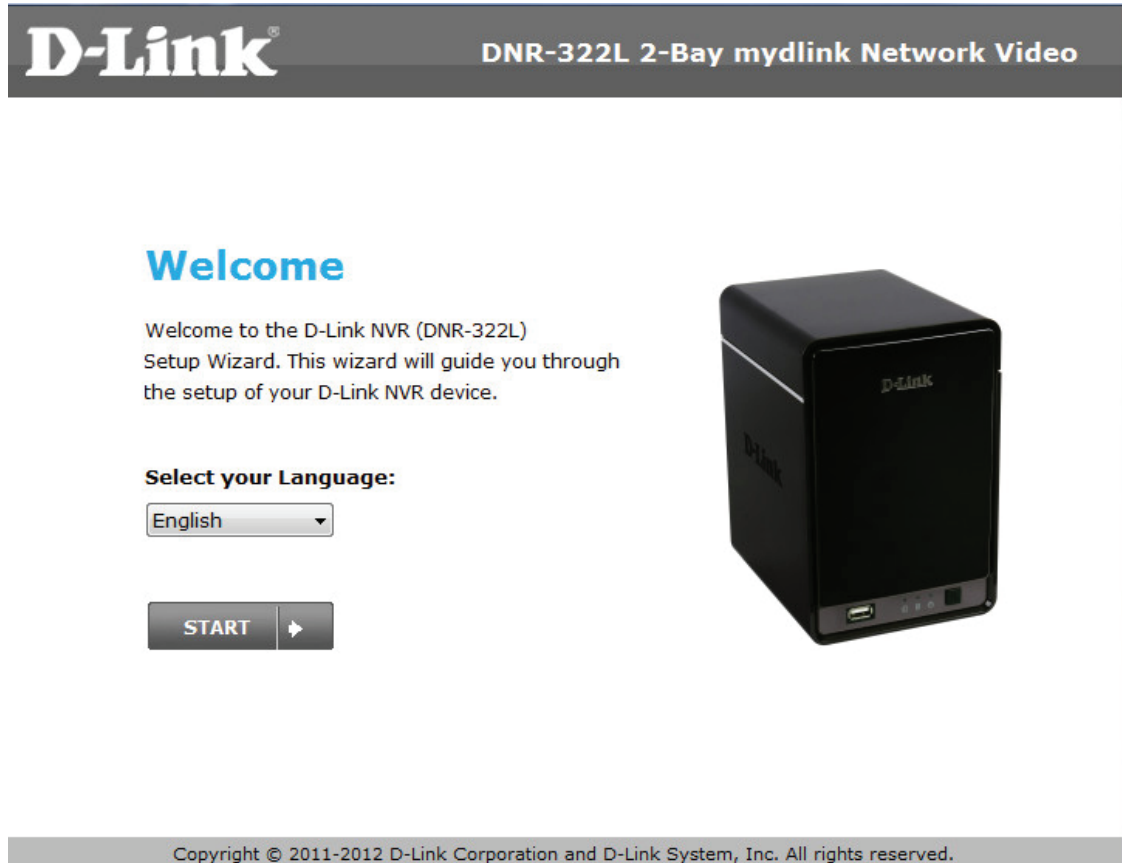 D-Link®
DNR-322L 2-Bay mydlink Network Video
Welcome
Welcome to the D-Link NVR (DNR-322L)
Setup Wizard. This wizard will guide you through
the setup of your D-Link NVR device.
D-Link
D-Link
Select your Language:
English
START
Copyright © 2011-2012 D-Link Corporation and D-Link System, Inc. All rights reserved.